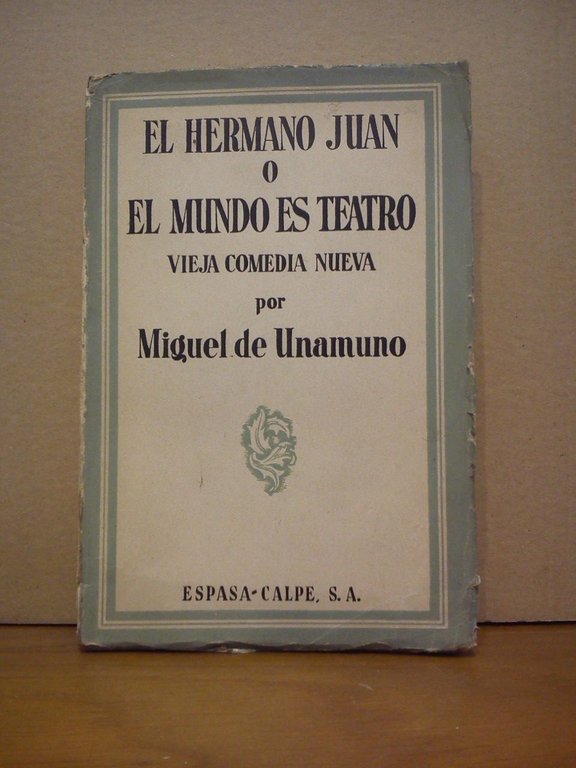 EL HERMANO JUAN
O
EL MUNDO ES TEATRO
VIEJA COMEDIA NUEVA
por
Miguel de Unamuno
ESPASA-CALPE, S. A.